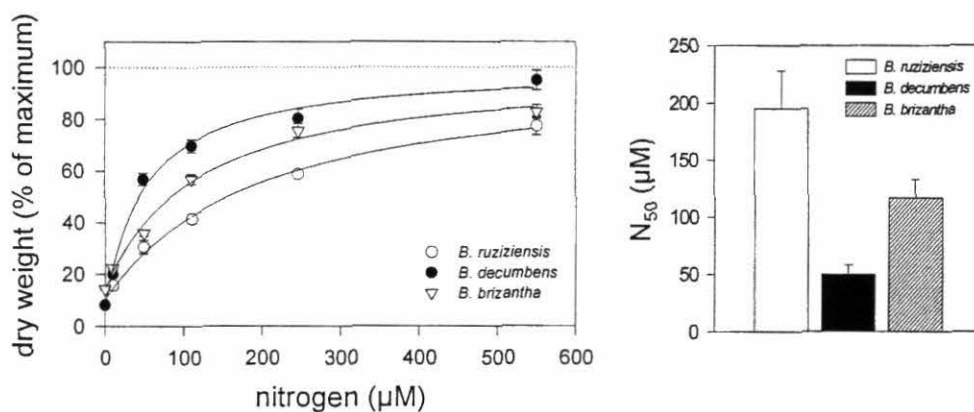 dry weight (% of maximum)
100
80
60
40
20
0
○ B. ruziziensis
● B. decumbens
▽ B. brizantha
0 100 200 300 400 500 600
nitrogen (µM)
N50 (µM)
250
200
150
100
50
0
B. ruziziensis
B. decumbens
B. brizantha